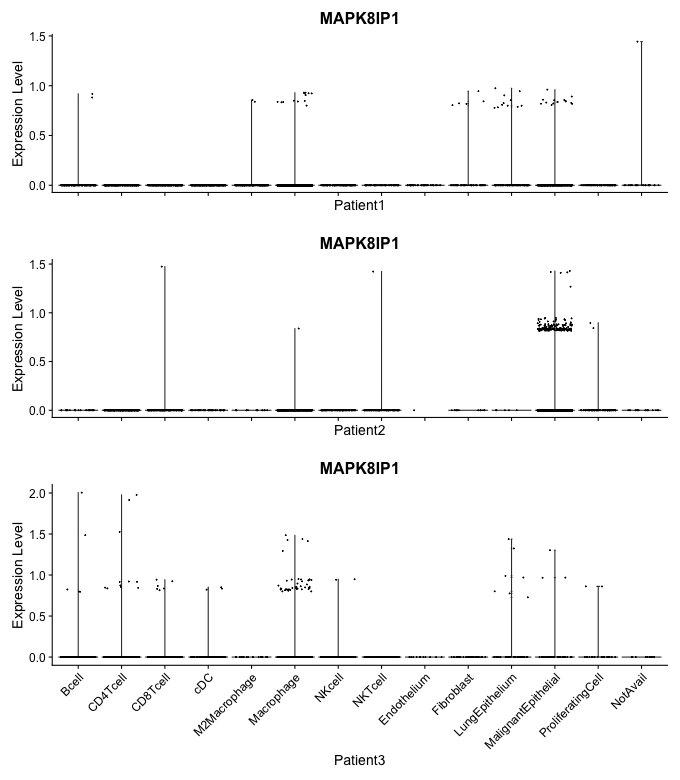 MAPK8IP1
Expression Level
1.5
1.0
0.5
0.0
Patient1
MAPK8IP1
Expression Level
1.5
1.0
0.5
0.0
Patient2
MAPK8IP1
Expression Level
2.0
1.5
1.0
0.5
0.0
Bcell
CD4Tcell
CD8Tcell
cDC
M2Macrophage
Macrophage
NKcell
NKTcell
Endothelium
Fibroblast
LungEpithelium
MalignantEpithelial
ProliferatingCell
NotAvail
Patient3